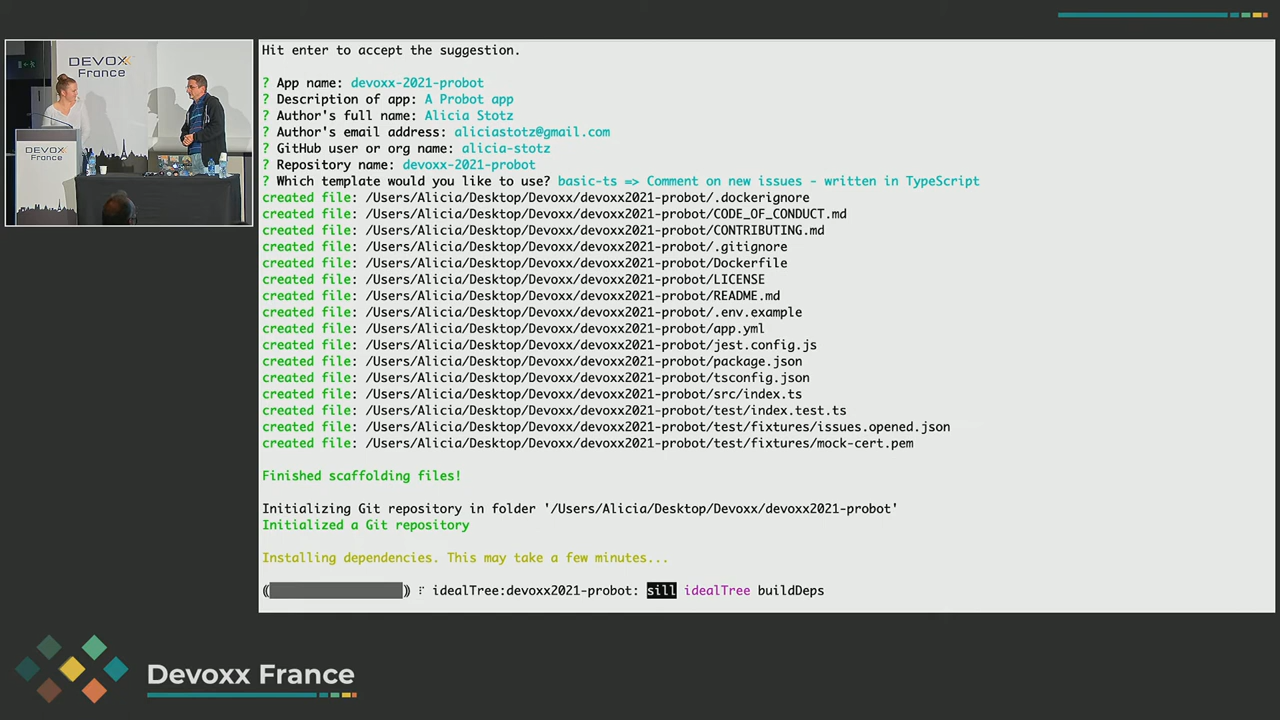 DEVOXX
France
DEVOXX
France
Hit enter to accept the suggestion.
? App name: devoxx-2021-probot
? Description of app: A Probot app
? Author's full name: Alicia Stotz
? Author's email address: aliciastotz@gmail.com
? GitHub user or org name: alicia-stotz
? Repository name: devoxx-2021-probot
? Which template would you like to use? basic-ts => Comment on new issues - written in TypeScript
created file: /Users/Alicia/Desktop/Devoxx/devoxx2021-probot/.dockerignore
created file: /Users/Alicia/Desktop/Devoxx/devoxx2021-probot/CODE_OF_CONDUCT.md
created file: /Users/Alicia/Desktop/Devoxx/devoxx2021-probot/CONTRIBUTING.md
created file: /Users/Alicia/Desktop/Devoxx/devoxx2021-probot/.gitignore
created file: /Users/Alicia/Desktop/Devoxx/devoxx2021-probot/Dockerfile
created file: /Users/Alicia/Desktop/Devoxx/devoxx2021-probot/LICENSE
created file: /Users/Alicia/Desktop/Devoxx/devoxx2021-probot/README.md
created file: /Users/Alicia/Desktop/Devoxx/devoxx2021-probot/.env.example
created file: /Users/Alicia/Desktop/Devoxx/devoxx2021-probot/app.yml
created file: /Users/Alicia/Desktop/Devoxx/devoxx2021-probot/jest.config.js
created file: /Users/Alicia/Desktop/Devoxx/devoxx2021-probot/package.json
created file: /Users/Alicia/Desktop/Devoxx/devoxx2021-probot/tsconfig.json
created file: /Users/Alicia/Desktop/Devoxx/devoxx2021-probot/src/index.ts
created file: /Users/Alicia/Desktop/Devoxx/devoxx2021-probot/test/index.test.ts
created file: /Users/Alicia/Desktop/Devoxx/devoxx2021-probot/test/fixtures/issues.opened.json
created file: /Users/Alicia/Desktop/Devoxx/devoxx2021-probot/test/fixtures/mock-cert.pem
Finished scaffolding files!
Initializing Git repository in folder '/Users/Alicia/Desktop/Devoxx/devoxx2021-probot'
Initialized a Git repository
Installing dependencies. This may take a few minutes...
idealTree:devoxx2021-probot: sill idealTree buildDeps
Devoxx France